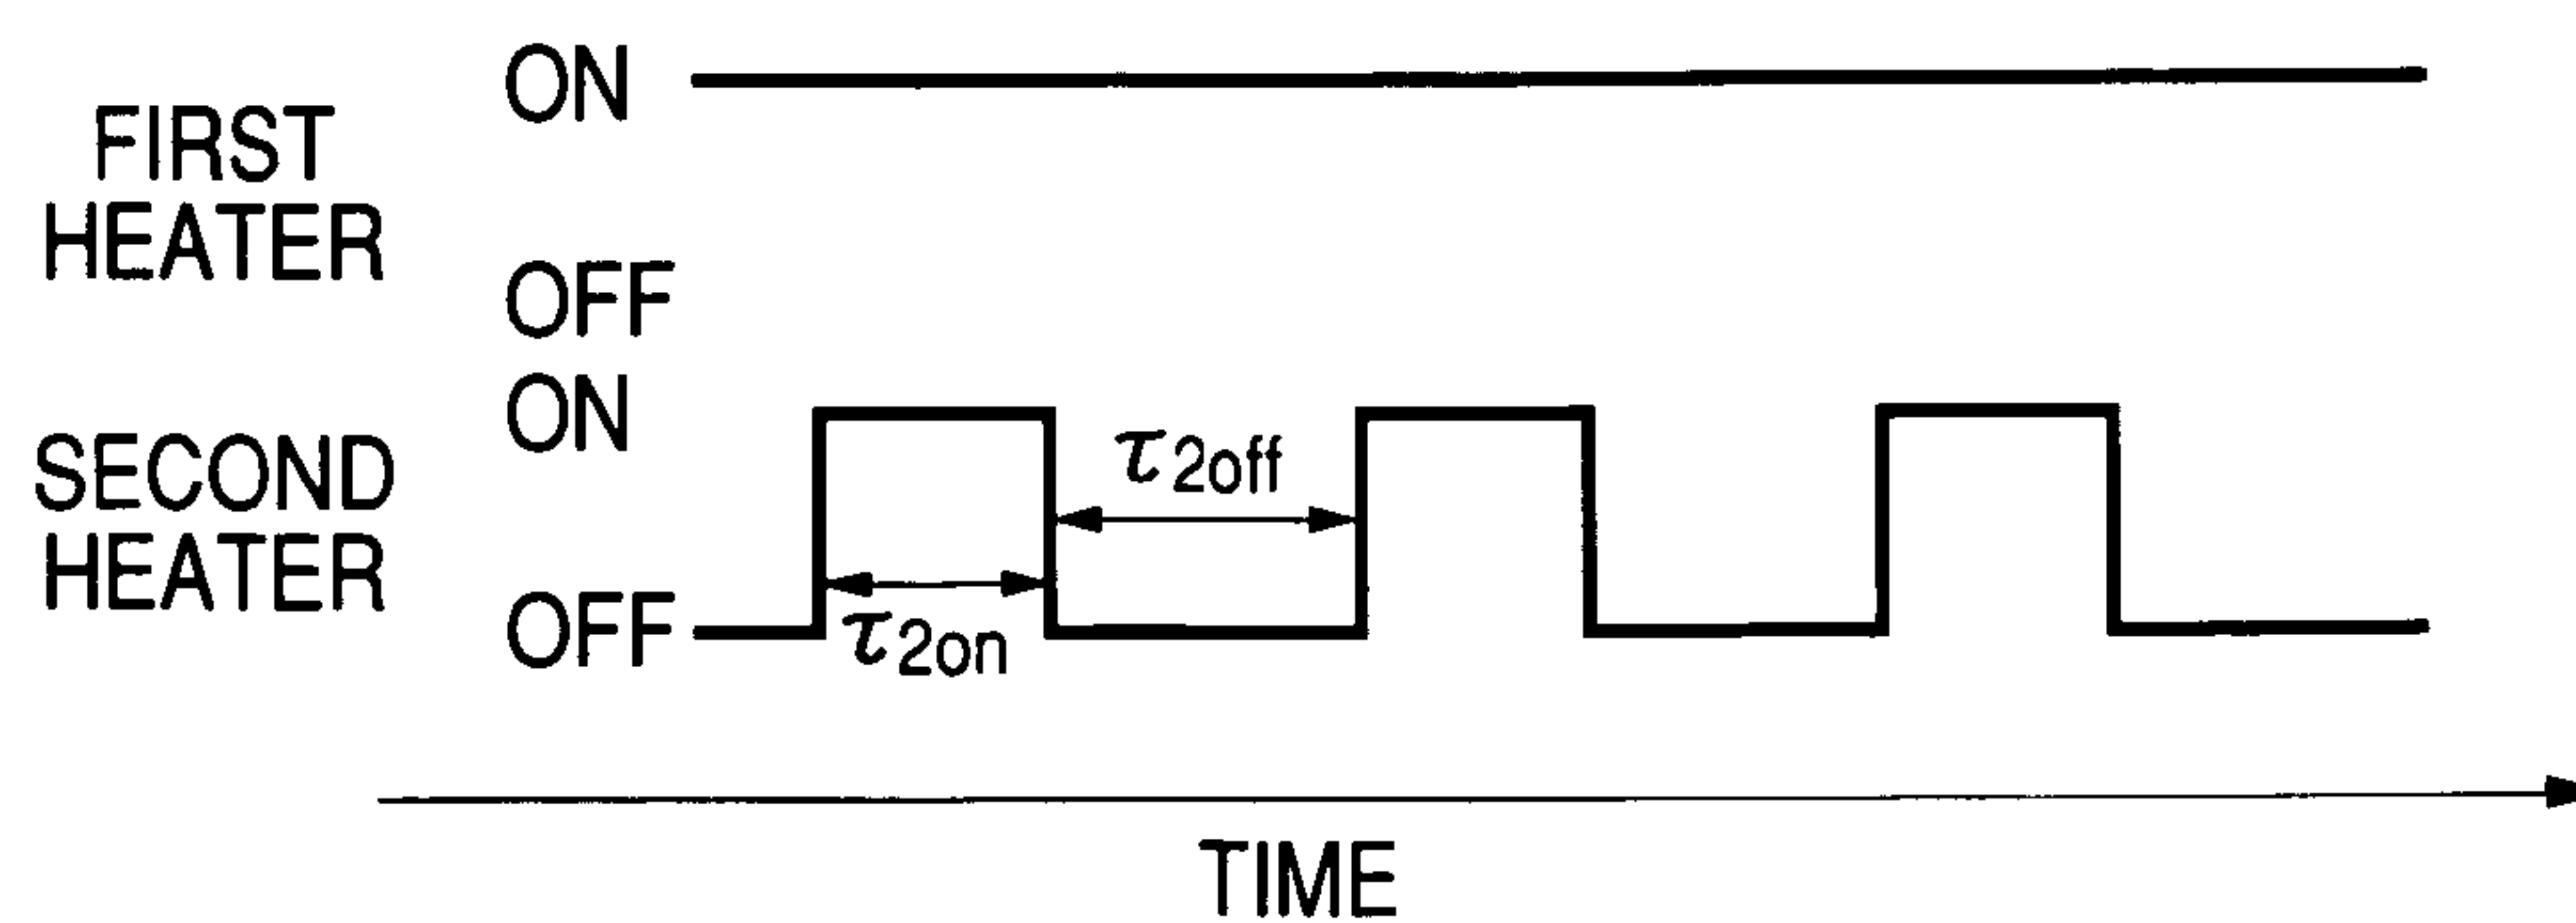 FIRST
HEATER
ON
OFF
SECOND
HEATER
ON
OFF
τ2off
τ2on
TIME